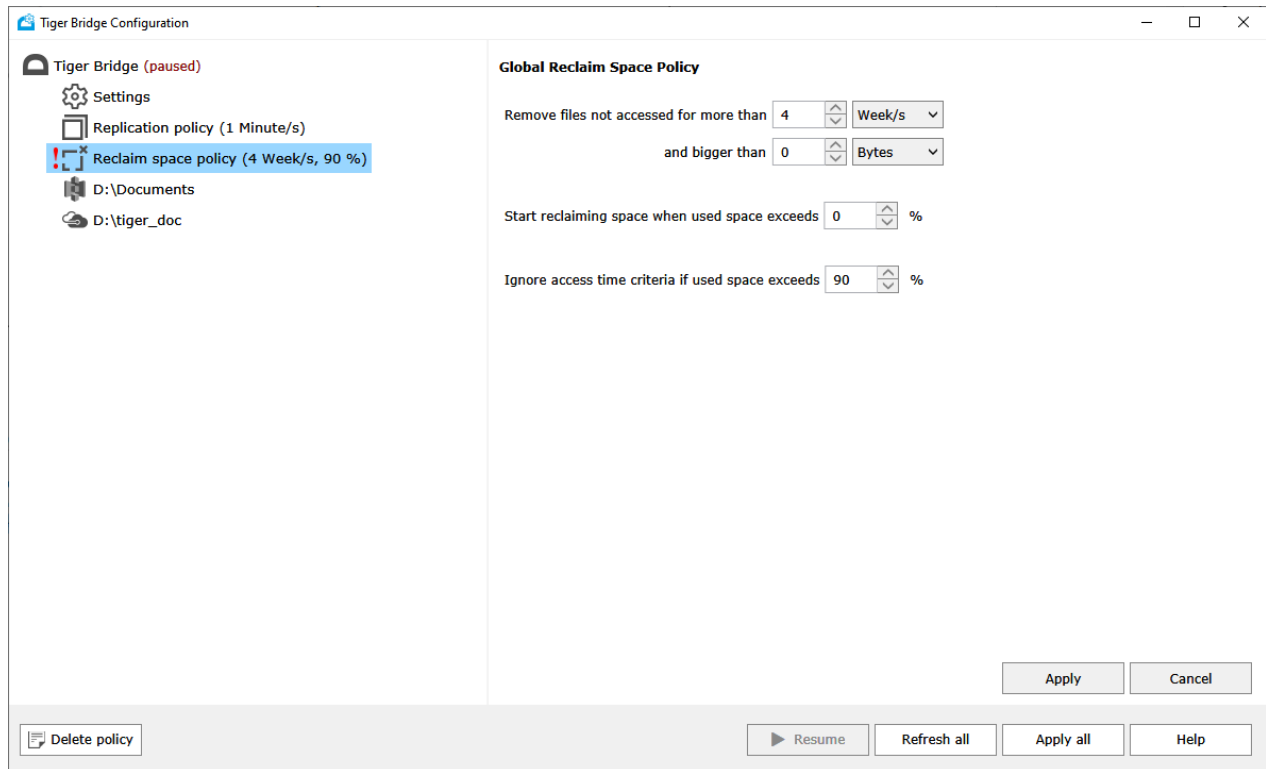 Tiger Bridge Configuration
Tiger Bridge (paused)
Settings
Replication policy (1 Minute/s)
! Reclaim space policy (4 Week/s, 90 %)
D:\Documents
D:\tiger_doc
Global Reclaim Space Policy
Remove files not accessed for more than 4 Week/s
and bigger than 0 Bytes
Start reclaiming space when used space exceeds 0 %
Ignore access time criteria if used space exceeds 90 %
Apply Cancel
Delete policy Resume Refresh all Apply all Help